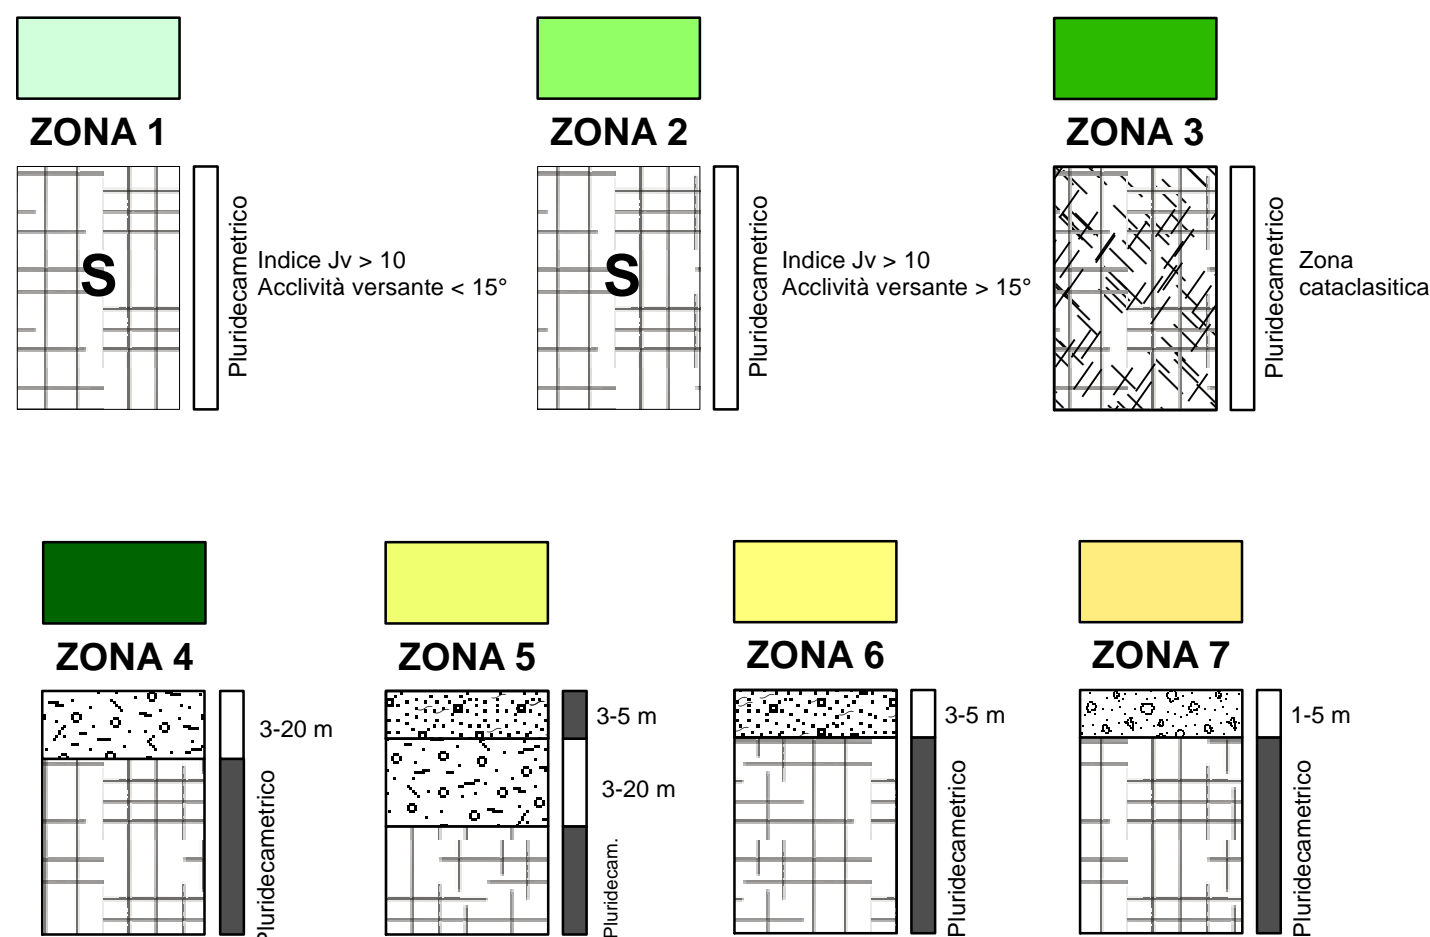 ZONA 1
S
Pluridecametrico
Indice Jv > 10
Acclività versante < 15°
ZONA 2
S
Pluridecametrico
Indice Jv > 10
Acclività versante > 15°
ZONA 3
Pluridecametrico
Zona
cataclasitica
ZONA 4
3-20 m
Pluridecametrico
ZONA 5
3-5 m
3-20 m
Pluridecam.
ZONA 6
3-5 m
Pluridecametrico
ZONA 7
1-5 m
Pluridecametrico